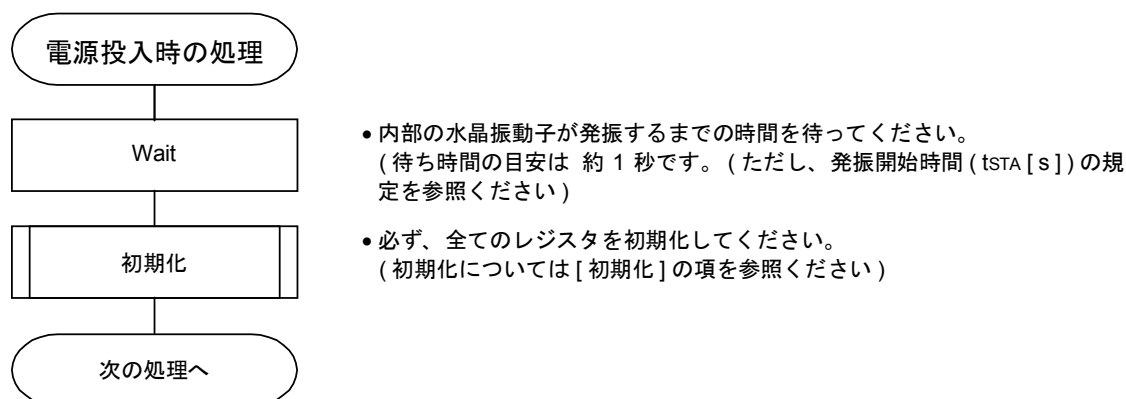 電源投入時の処理
Wait
• 内部の水晶振動子が発振するまでの時間を待ってください。
( 待ち時間の目安は 約 1 秒です。 ( ただし、発振開始時間 ( tSTA [ s ] ) の規
定を参照ください )
初期化
• 必ず、全てのレジスタを初期化してください。
( 初期化については [ 初期化 ] の項を参照ください )
次の処理へ